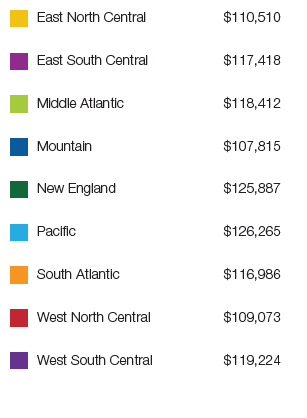 East North Central $110,510
East South Central $117,418
Middle Atlantic $118,412
Mountain $107,815
New England $125,887
Pacific $126,265
South Atlantic $116,986
West North Central $109,073
West South Central $119,224